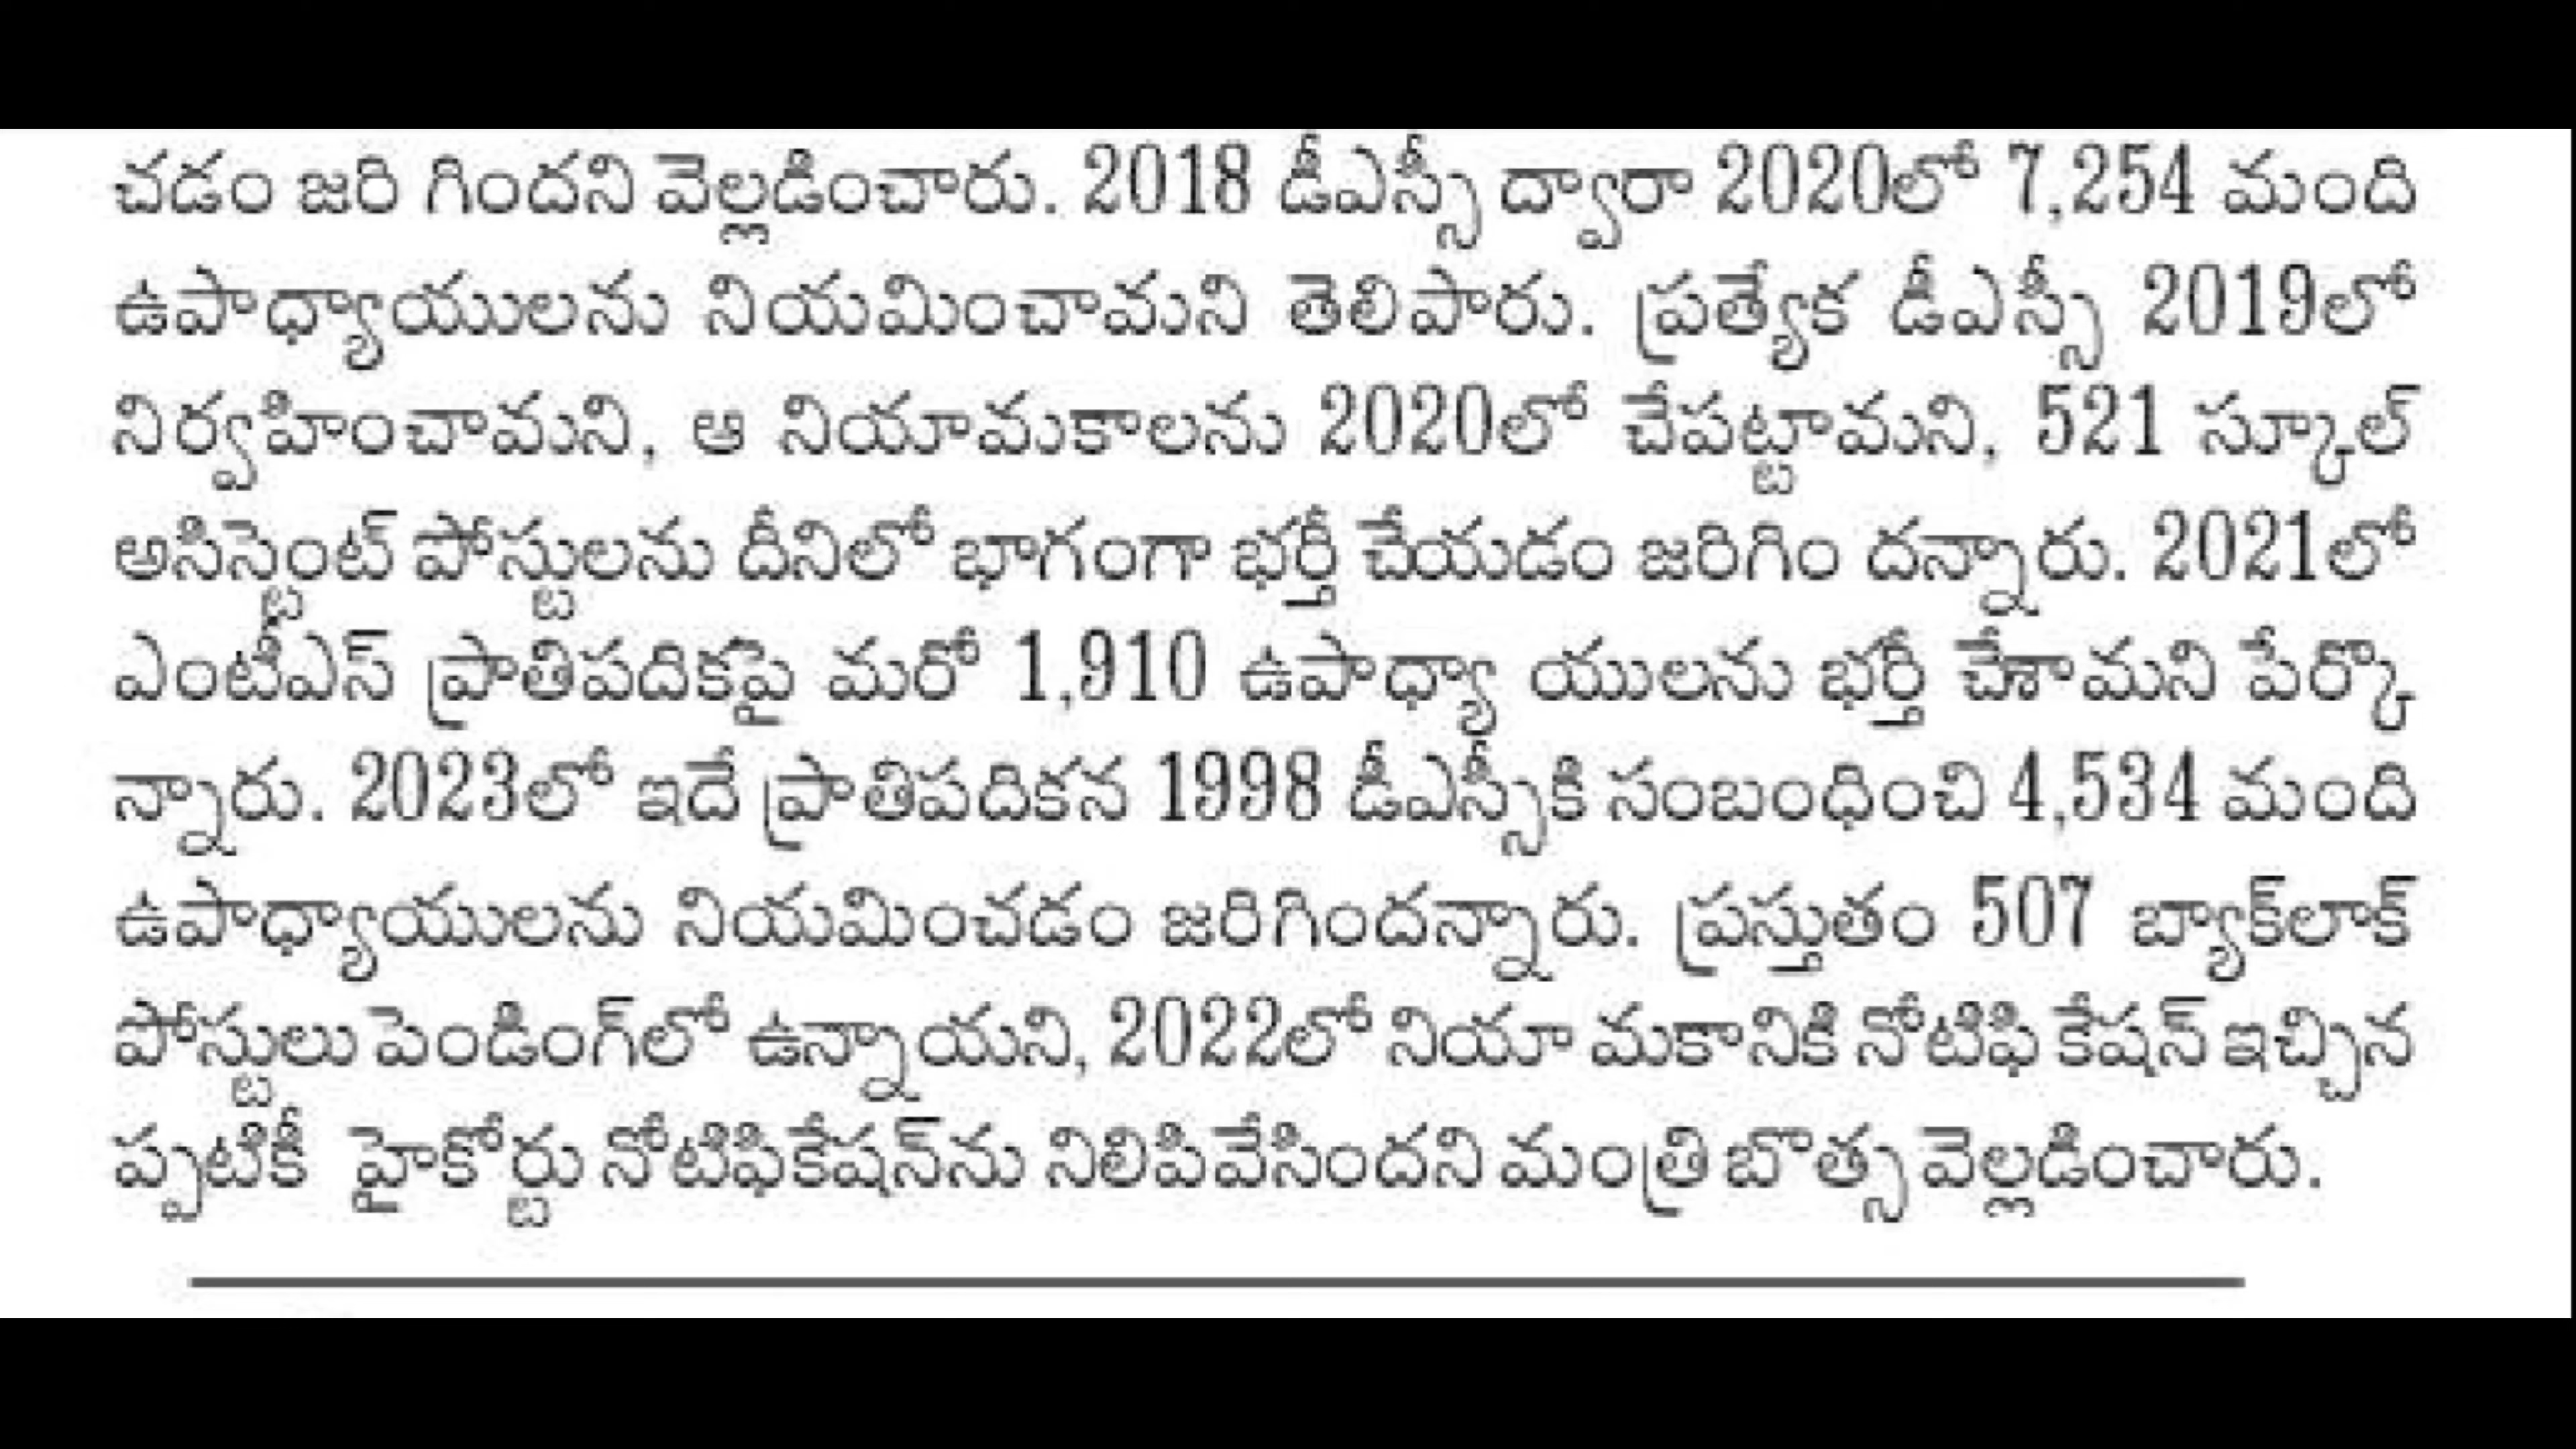 చడం జరి గిందని వెల్లడించారు. 2018 డీఎస్సీ ద్వారా 2020లో 7,254 మంది
ఉపాధ్యాయులను నియమించామని తెలిపారు. ప్రత్యేక డీఎస్సీ 2019లో
నిర్వహించామని, ఆ నియామకాలను 2020లో చేపట్టామని, 521 స్కూల్
అసిస్టెంట్ పోస్టులను దీనిలో భాగంగా భర్తీ చేయడం జరిగిం దన్నారు. 2021లో
ఎంటీఎస్ ప్రాతిపదికపై మరో 1,910 ఉపాధ్యా యులను భర్తీ చేశామని పేర్కొ
న్నారు. 2023లో ఇదే ప్రాతిపదికన 1998 డీఎస్సీకి సంబంధించి 4,534 మంది
ఉపాధ్యాయులను నియమించడం జరిగిందన్నారు. ప్రస్తుతం 507 బ్యాక్‌లాక్
పోస్టులు పెండింగ్‌లో ఉన్నాయని, 2022లో నియా మకానికి నోటిఫి కేషన్ ఇచ్చిన
ప్పటికీ హైకోర్టు నోటిఫికేషన్‌ను నిలిపివేసిందని మంత్రి బొత్స వెల్లడించారు.